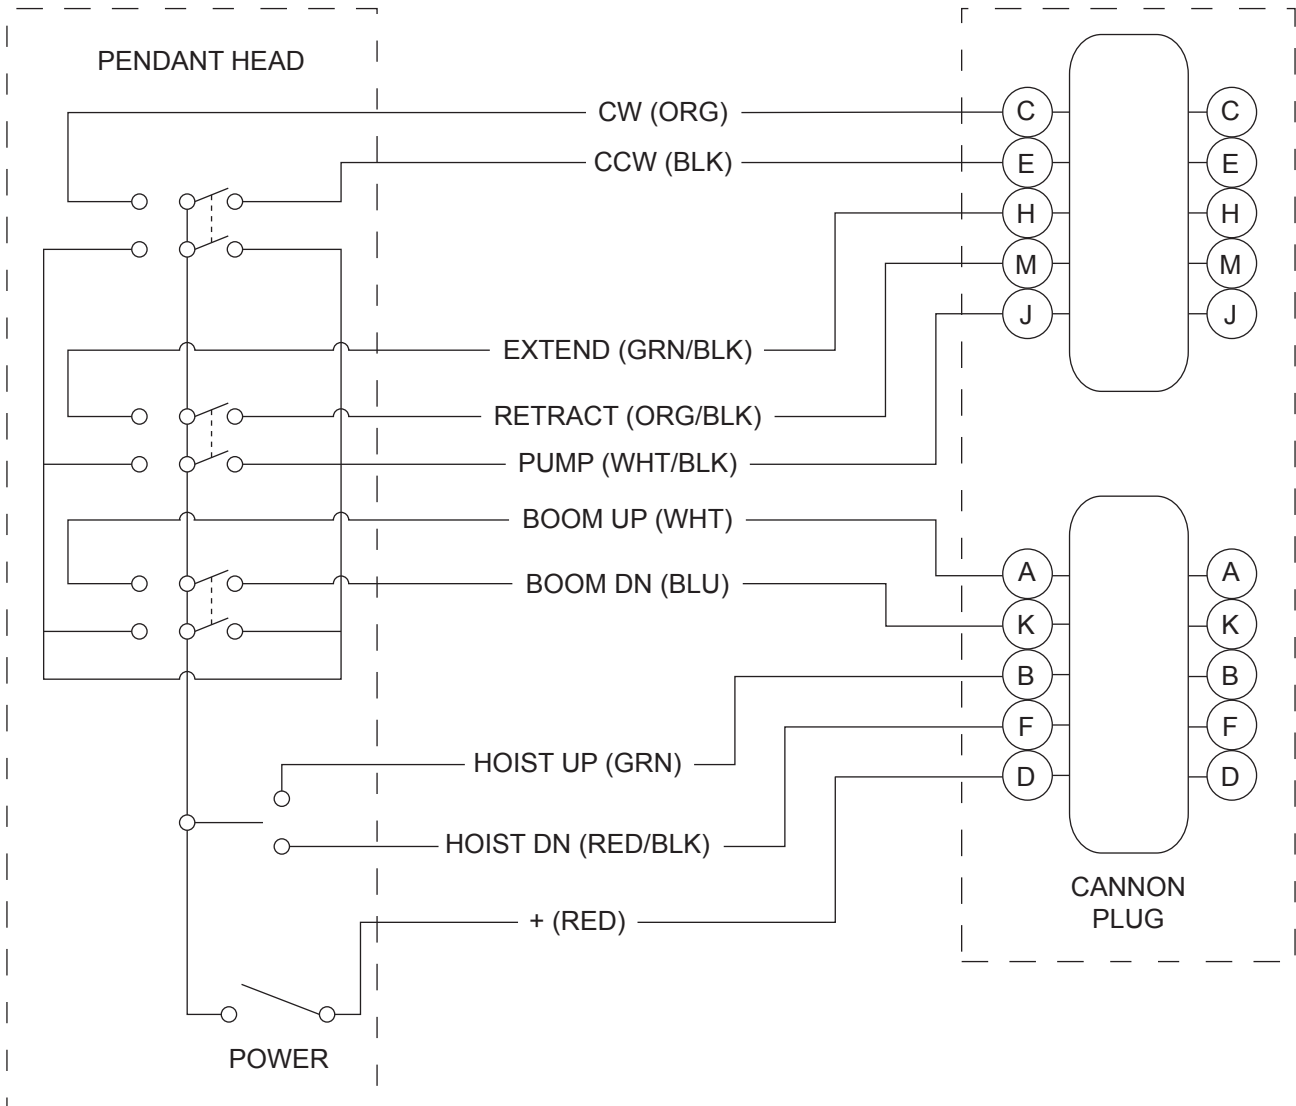 PENDANT HEAD
CW (ORG)
C
C
CCW (BLK)
E
E
H
H
M
M
J
J
EXTEND (GRN/BLK)
RETRACT (ORG/BLK)
PUMP (WHT/BLK)
BOOM UP (WHT)
BOOM DN (BLU)
A
A
K
K
B
B
F
F
D
D
HOIST UP (GRN)
HOIST DN (RED/BLK)
CANNON
PLUG
+ (RED)
POWER